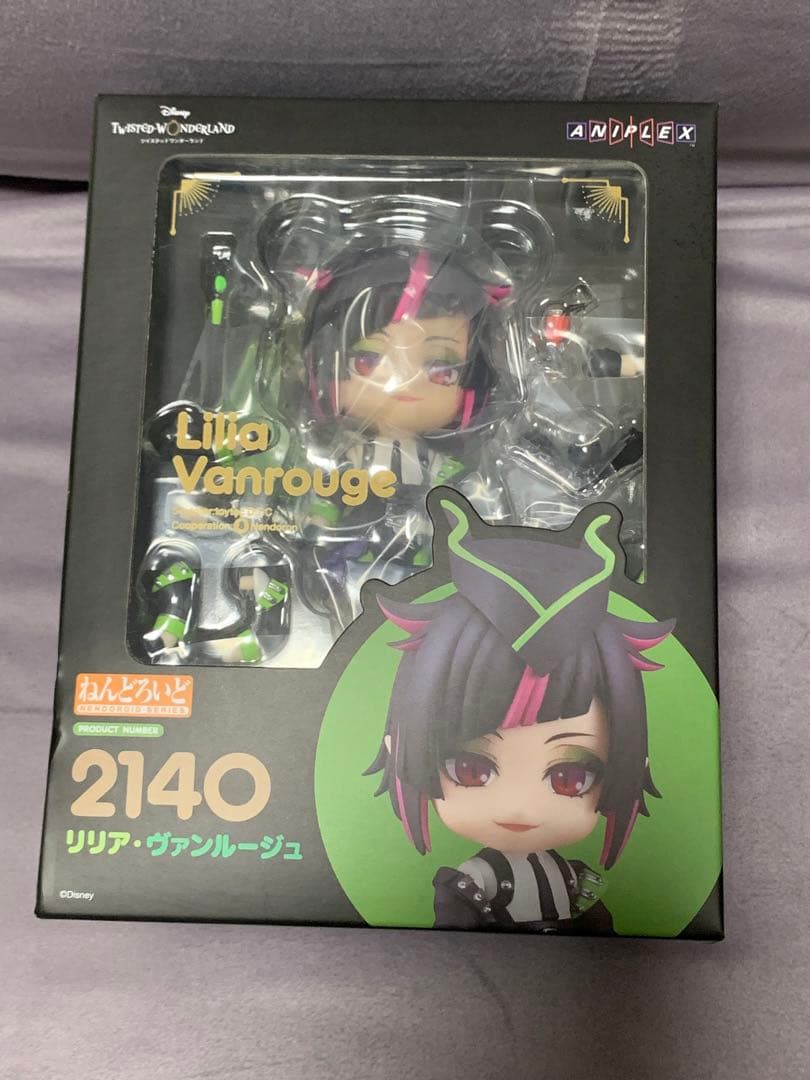 Disney
TWISTED-WONDERLAND
ツイステッドワンダーランド
ANIPLEX
Lilia
Vanrouge
Cooperation: Nendoron
ねんどろいど
NENDOROID SERIES
PRODUCT NUMBER
2140
リリア・ヴァンルージュ
©Disney